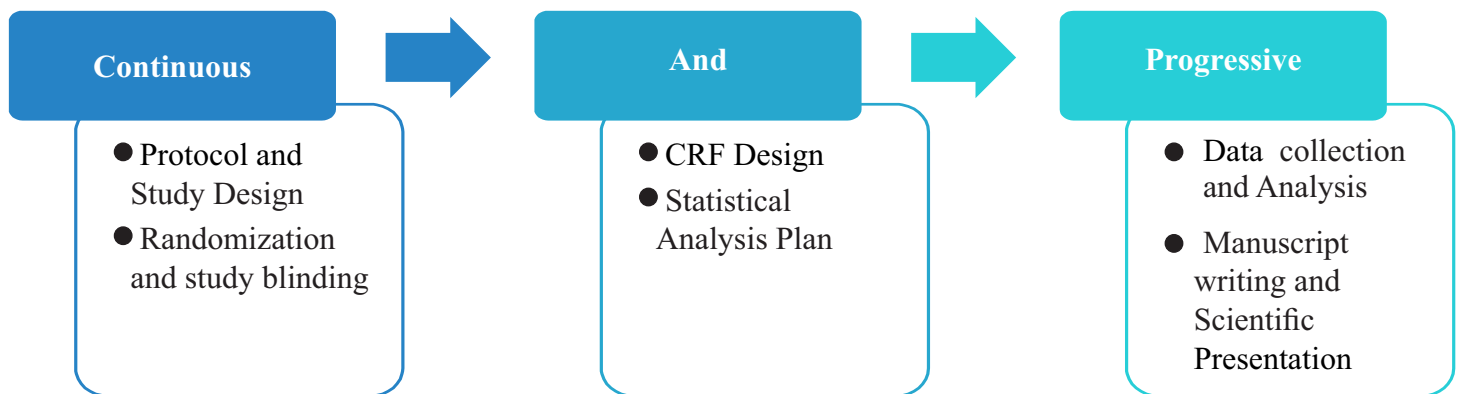 Continuous
● Protocol and
Study Design
● Randomization
and study blinding
And
● CRF Design
● Statistical
Analysis Plan
Progressive
● Data collection
and Analysis
● Manuscript
writing and
Scientific
Presentation